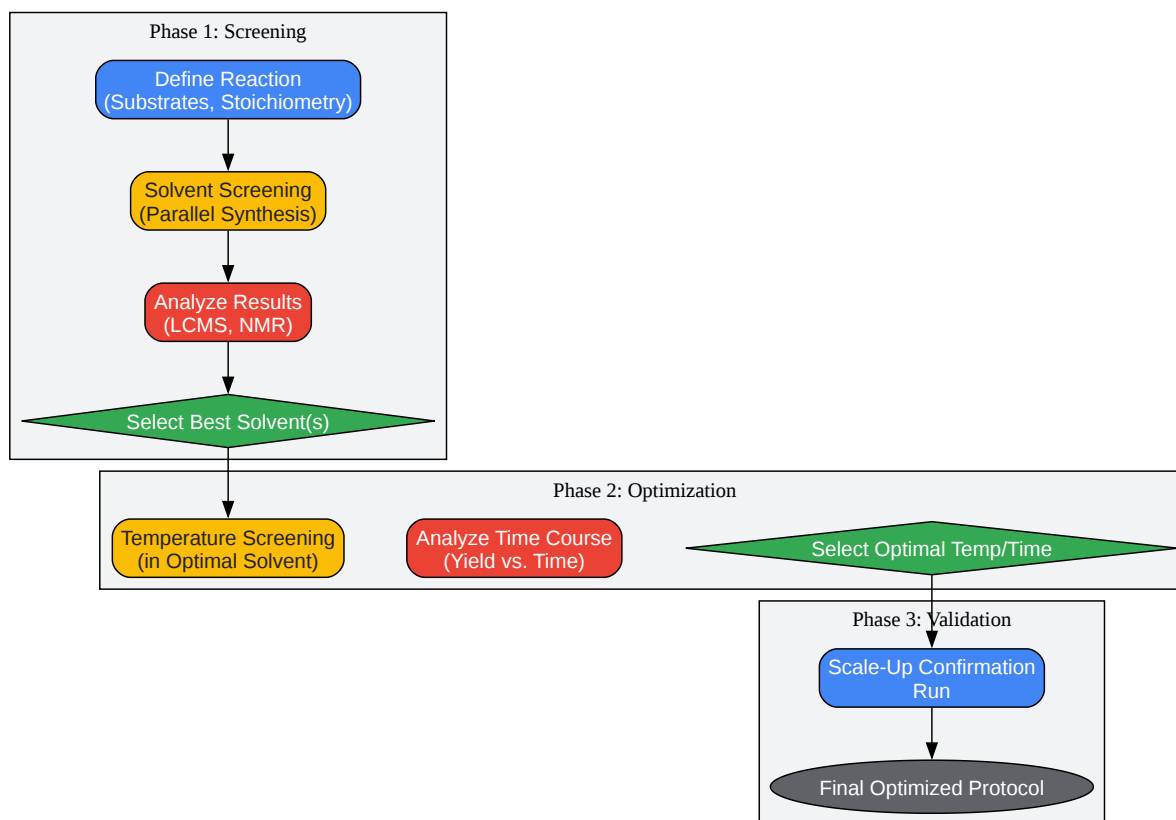 Phase 1: Screening
Define Reaction
(Substrates, Stoichiometry)
Solvent Screening
(Parallel Synthesis)
Analyze Results
(LCMS, NMR)
Select Best Solvent(s)
Phase 2: Optimization
Temperature Screening
(in Optimal Solvent)
Analyze Time Course
(Yield vs. Time)
Select Optimal Temp/Time
Phase 3: Validation
Scale-Up Confirmation
Run
Final Optimized Protocol